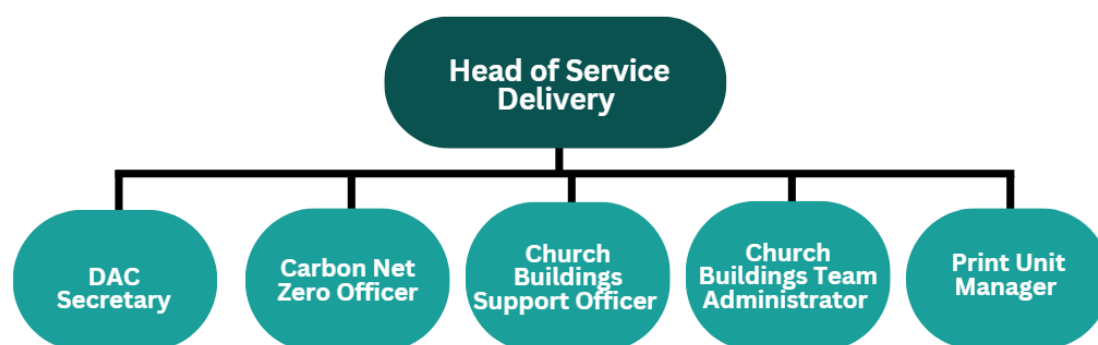 Head of Service
Delivery
DAC
Secretary
Carbon Net
Zero Officer
Church
Buildings
Support Officer
Church
Buildings Team
Administrator
Print Unit
Manager